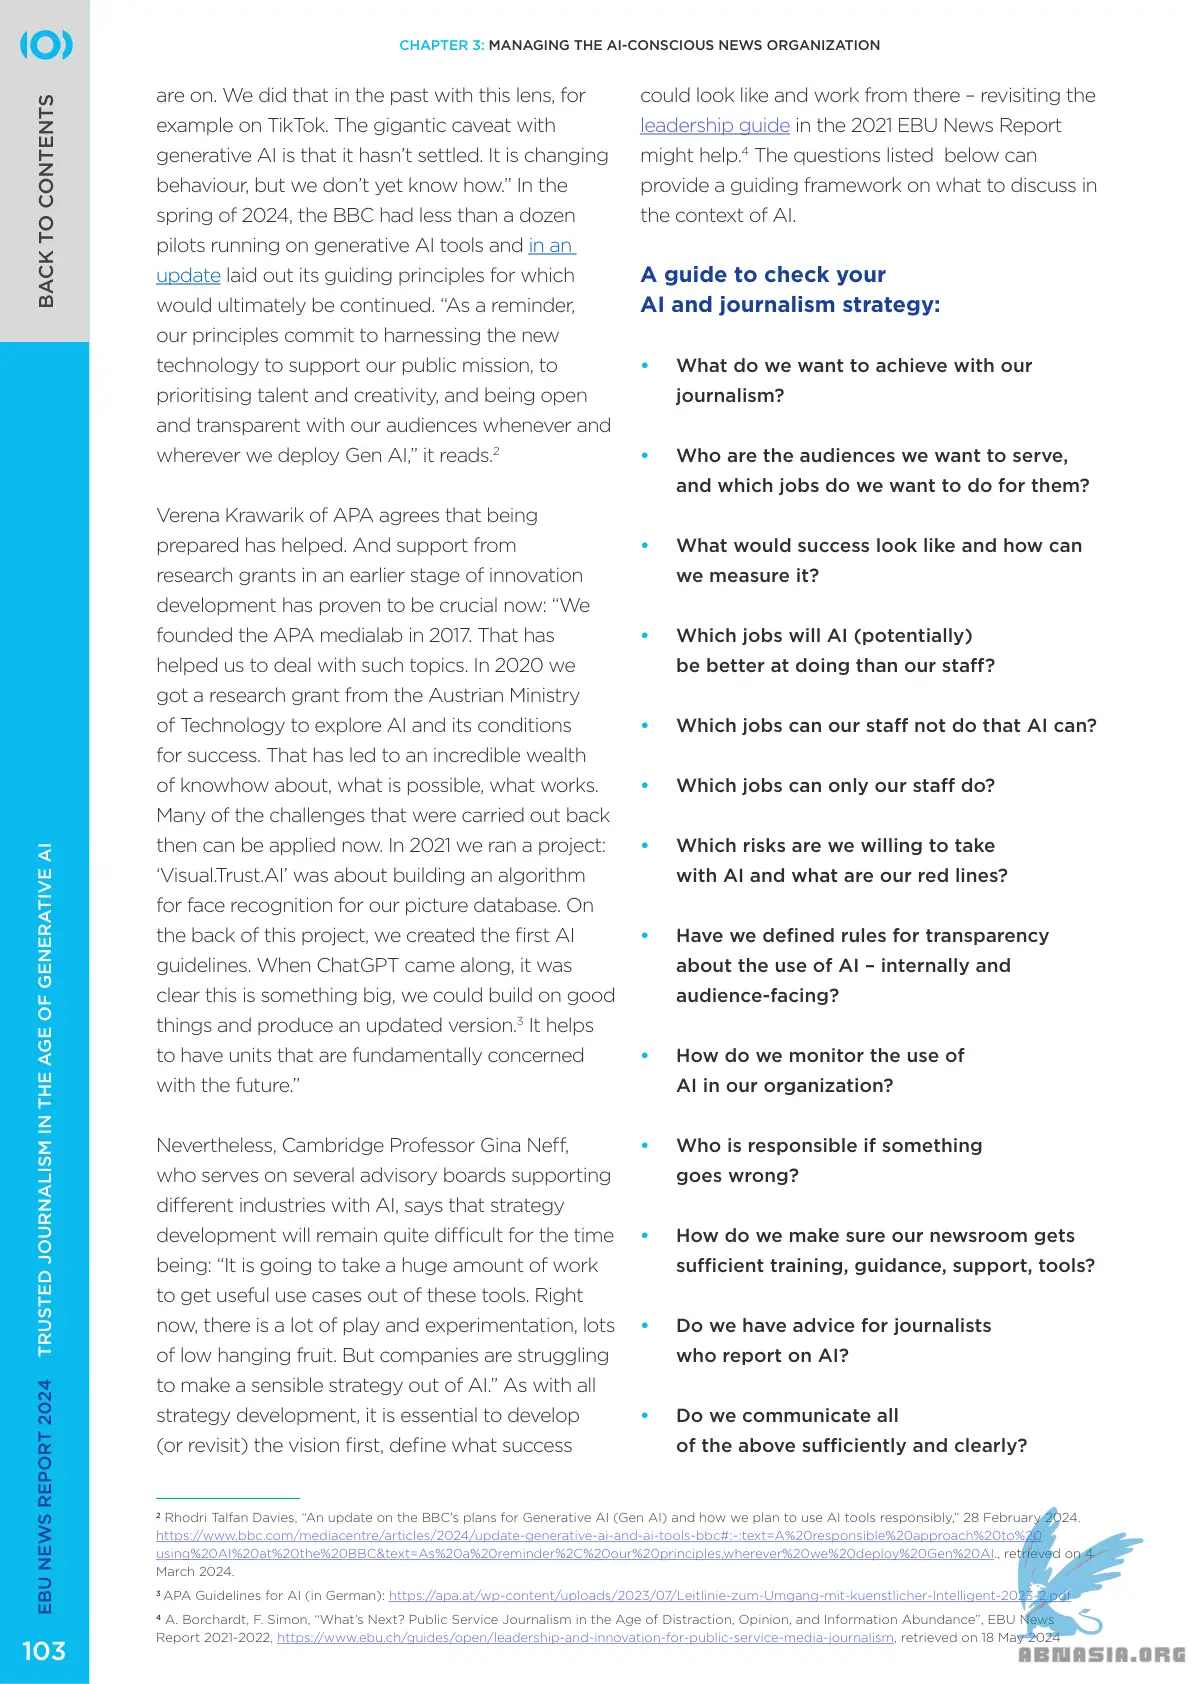 CHAPTER 3: MANAGING THE AI-CONSCIOUS NEWS ORGANIZATION
BACK TO CONTENTS
are on. We did that in the past with this lens, for
example on TikTok. The gigantic caveat with
generative AI is that it hasn't settled. It is changing
behaviour, but we don't yet know how.” In the
spring of 2024, the BBC had less than a dozen
pilots running on generative AI tools and in an
update laid out its guiding principles for which
would ultimately be continued. “As a reminder,
our principles commit to harnessing the new
technology to support our public mission, to
prioritising talent and creativity, and being open
and transparent with our audiences whenever and
wherever we deploy Gen AI,” it reads.²
Verena Krawarik of APA agrees that being
prepared has helped. And support from
research grants in an earlier stage of innovation
development has proven to be crucial now: “We
founded the APA medialab in 2017. That has
helped us to deal with such topics. In 2020 we
got a research grant from the Austrian Ministry
of Technology to explore AI and its conditions
for success. That has led to an incredible wealth
of knowhow about, what is possible, what works.
Many of the challenges that were carried out back
then can be applied now. In 2021 we ran a project:
‘Visual.Trust.AI’ was about building an algorithm
for face recognition for our picture database. On
the back of this project, we created the first AI
guidelines. When ChatGPT came along, it was
clear this is something big, we could build on good
things and produce an updated version.³ It helps
to have units that are fundamentally concerned
with the future.”
Nevertheless, Cambridge Professor Gina Neff,
who serves on several advisory boards supporting
different industries with AI, says that strategy
development will remain quite difficult for the time
being: “It is going to take a huge amount of work
to get useful use cases out of these tools. Right
now, there is a lot of play and experimentation, lots
of low hanging fruit. But companies are struggling
to make a sensible strategy out of AI.” As with all
strategy development, it is essential to develop
(or revisit) the vision first, define what success
could look like and work from there – revisiting the
leadership guide in the 2021 EBU News Report
might help.⁴ The questions listed below can
provide a guiding framework on what to discuss in
the context of AI.
A guide to check your
AI and journalism strategy:
• What do we want to achieve with our
journalism?
• Who are the audiences we want to serve,
and which jobs do we want to do for them?
• What would success look like and how can
we measure it?
• Which jobs will AI (potentially)
be better at doing than our staff?
• Which jobs can our staff not do that AI can?
• Which jobs can only our staff do?
• Which risks are we willing to take
with AI and what are our red lines?
• Have we defined rules for transparency
about the use of AI – internally and
audience-facing?
• How do we monitor the use of
AI in our organization?
• Who is responsible if something
goes wrong?
• How do we make sure our newsroom gets
sufficient training, guidance, support, tools?
• Do we have advice for journalists
who report on AI?
• Do we communicate all
of the above sufficiently and clearly?
² Rhodri Talfan Davies, “An update on the BBC's plans for Generative AI (Gen AI) and how we plan to use AI tools responsibly,” 28 February 2024.
https://www.bbc.com/mediacentre/articles/2024/update-generative-ai-and-ai-tools-bbc#:~:text=A%20responsible%20approach%20to%20
using%20AI%20at%20the%20BBC&text=As%20a%20reminder%2C%20our%20principles,wherever%20we%20deploy%20Gen%20AI., retrieved on 4
March 2024.
³ APA Guidelines for AI (in German): https://apa.at/wp-content/uploads/2023/07/Leitlinie-zum-Umgang-mit-kuenstlicher-Intelligent-2023-2.pdf
⁴ A. Borchardt, F. Simon, “What's Next? Public Service Journalism in the Age of Distraction, Opinion, and Information Abundance”, EBU News
Report 2021-2022, https://www.ebu.ch/guides/open/leadership-and-innovation-for-public-service-media-journalism, retrieved on 18 May 2024
EBU NEWS REPORT 2024 TRUSTED JOURNALISM IN THE AGE OF GENERATIVE AI
103
ABNASIA.ORG